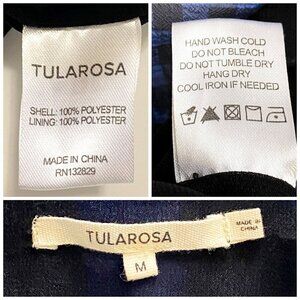 TULAROSA
SHELL: 100% POLYESTER
LINING: 100% POLYESTER
MADE IN CHINA
RN132829
HAND WASH COLD
DO NOT BLEACH
DO NOT TUMBLE DRY
HANG DRY
COOL IRON IF NEEDED
TULAROSA
M
MADE IN
CHINA